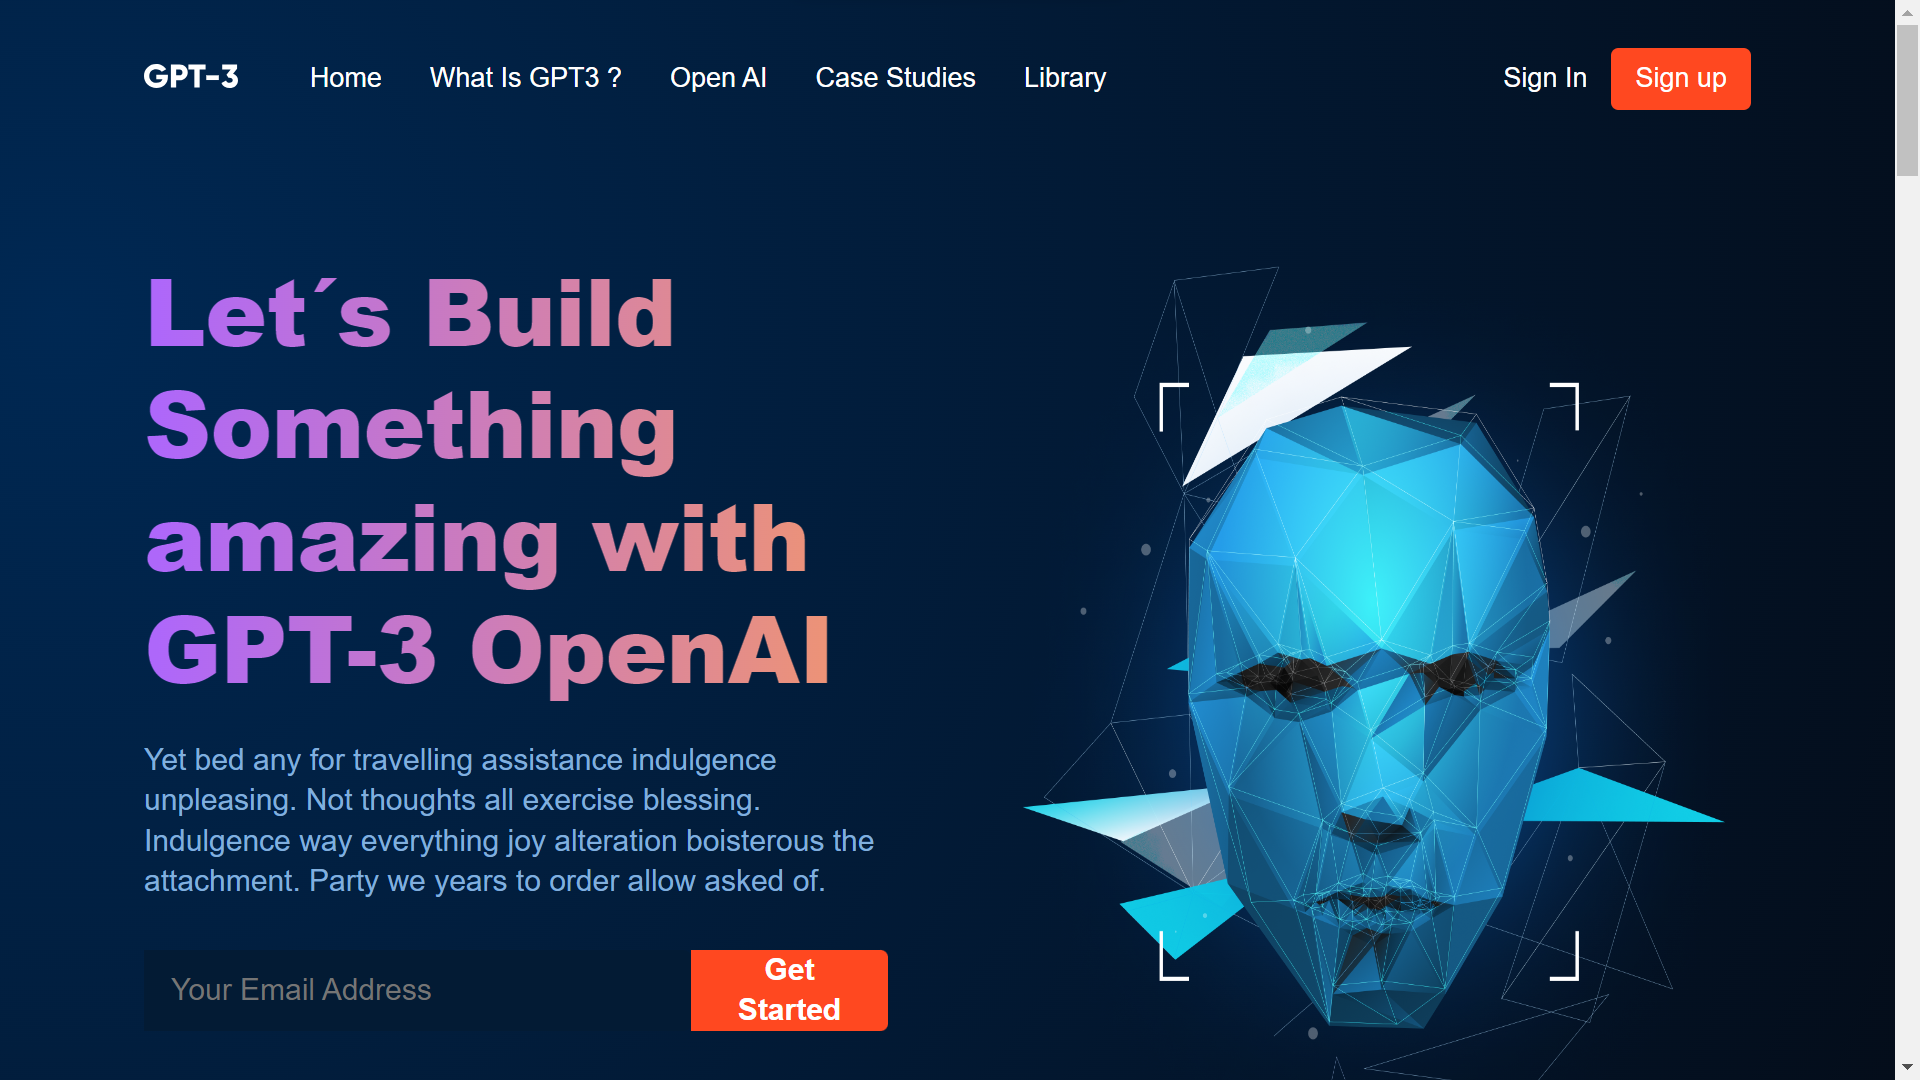 GPT-3 Home What Is GPT3 ? Open AI Case Studies Library Sign In Sign up
Let´s Build
Something
amazing with
GPT-3 OpenAI
Yet bed any for travelling assistance indulgence
unpleasing. Not thoughts all exercise blessing.
Indulgence way everything joy alteration boisterous the
attachment. Party we years to order allow asked of.
Your Email Address
Get
Started